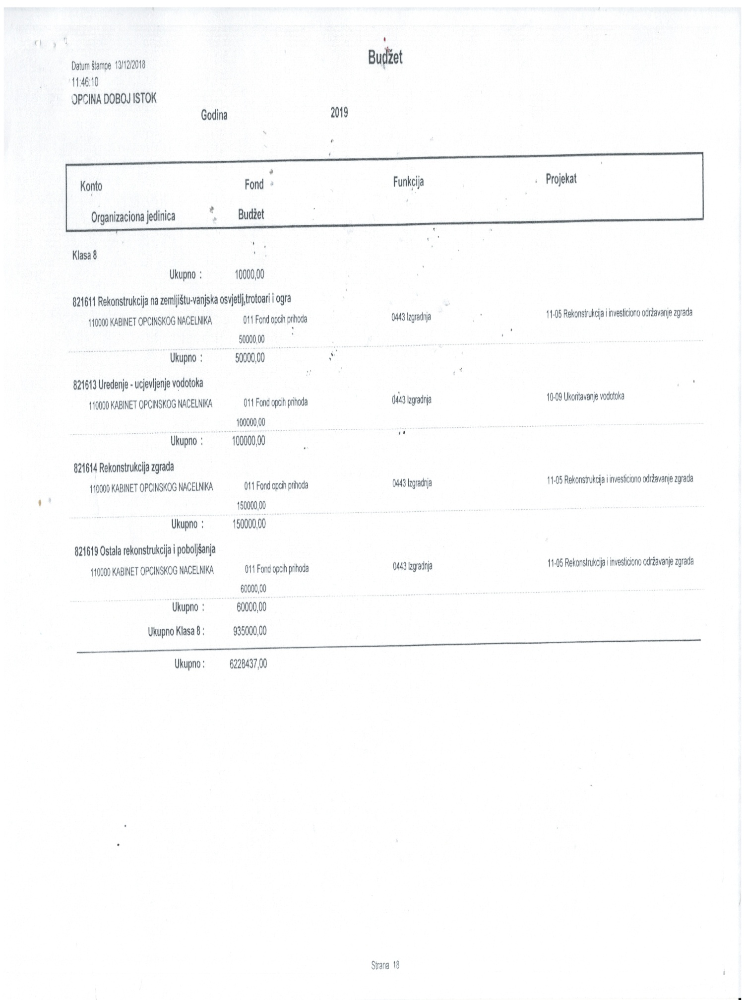 Budžet
Datum štampe 13/12/2018
11:46:10
OPCINA DOBOJ ISTOK
Godina 2019
Konto Fond Funkcija Projekat
Organizaciona jedinica Budžet
Klasa 8
Ukupno : 10000,00
821611 Rekonstrukcija na zemljištu-vanjska osvjetlj,trotoari i ogra
110000 KABINET OPCINSKOG NACELNIKA 011 Fond opcih prihoda 0443 Izgradnja 11-05 Rekonstrukcija i investiciono održavanje zgrada
50000,00
Ukupno : 50000,00
821613 Uredenje - ucjevljenje vodotoka
110000 KABINET OPCINSKOG NACELNIKA 011 Fond opcih prihoda 0443 Izgradnja 10-09 Ukoritavanje vodotoka
100000,00
Ukupno : 100000,00
821614 Rekonstrukcija zgrada
110000 KABINET OPCINSKOG NACELNIKA 011 Fond opcih prihoda 0443 Izgradnja 11-05 Rekonstrukcija i investiciono održavanje zgrada
150000,00
Ukupno : 150000,00
821619 Ostala rekonstrukcija i poboljšanja
110000 KABINET OPCINSKOG NACELNIKA 011 Fond opcih prihoda 0443 Izgradnja 11-05 Rekonstrukcija i investiciono održavanje zgrada
60000,00
Ukupno : 60000,00
Ukupno Klasa 8 : 935000,00
Ukupno : 6228437,00
Strana 18